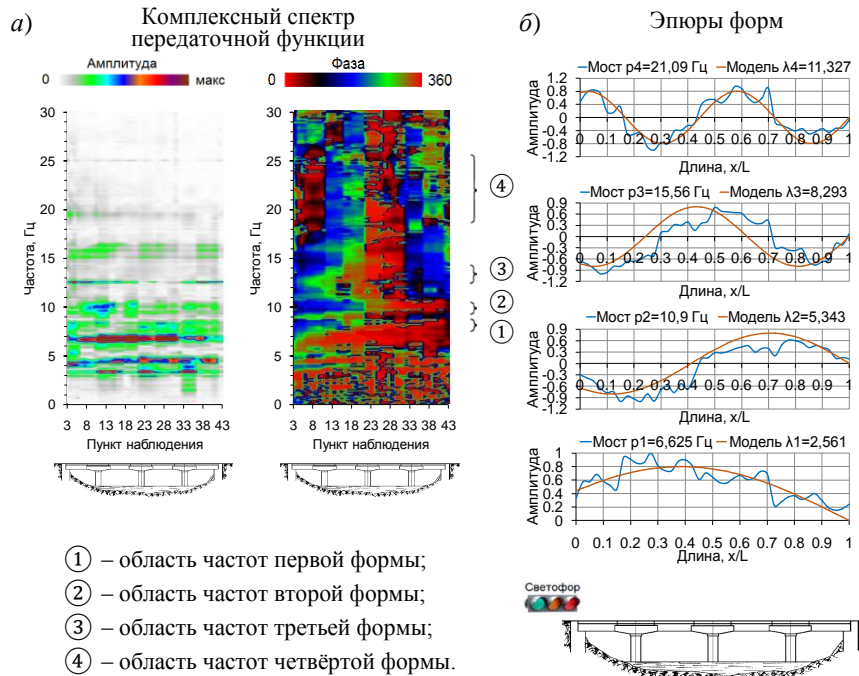 а)
Комплексный спектр
передаточной функции
Амплитуда
0 макс
Фаза
0 360
Частота, Гц
30
25
20
15
10
5
0
3 8 13 18 23 28 33 38 43
Пункт наблюдения
Частота, Гц
30
25
20
15
10
5
0
3 8 13 18 23 28 33 38 43
Пункт наблюдения
④
③
②
①
① – область частот первой формы;
② – область частот второй формы;
③ – область частот третьей формы;
④ – область частот четвёртой формы.
б)
Эпюры форм
Мост p4=21,09 Гц Модель λ4=11,327
Амплитуда
1.2
0.8
0.4
0
-0.4
-0.8
-1.2
0 0.1 0.2 0.3 0.4 0.5 0.6 0.7 0.8 0.9 1
Длина, x/L
Мост p3=15,56 Гц Модель λ3=8,293
Амплитуда
0.9
0.6
0.3
0
-0.3
-0.6
-0.9
-1.2
0 0.1 0.2 0.3 0.4 0.5 0.6 0.7 0.8 0.9 1
Длина, x/L
Мост p2=10,9 Гц Модель λ2=5,343
Амплитуда
0.9
0.6
0.3
0
-0.3
-0.6
-0.9
-1.2
0 0.1 0.2 0.3 0.4 0.5 0.6 0.7 0.8 0.9 1
Длина, x/L
Мост p1=6,625 Гц Модель λ1=2,561
Амплитуда
1
0.8
0.6
0.4
0.2
0
0 0.1 0.2 0.3 0.4 0.5 0.6 0.7 0.8 0.9 1
Длина, x/L
Светофор